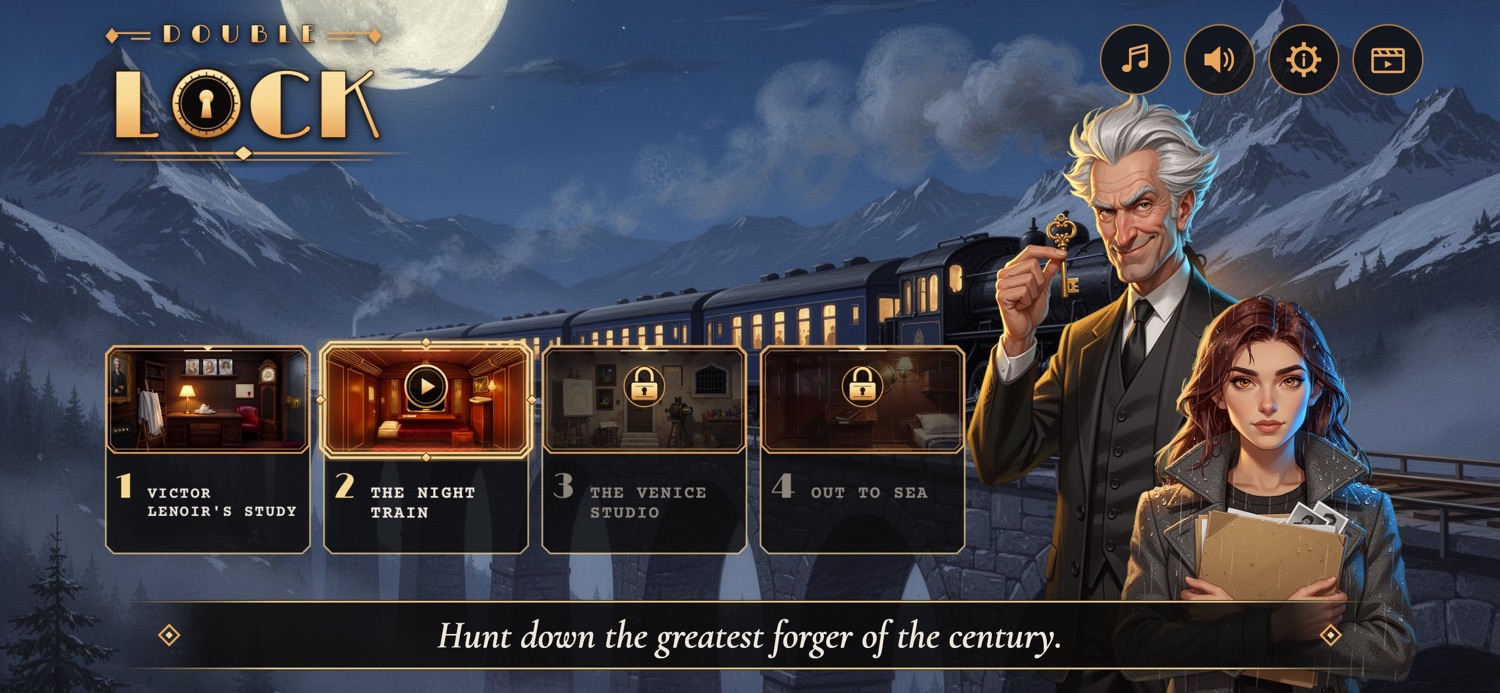 DOUBLE
LOCK
1 VICTOR
LENOIR'S STUDY
2 THE NIGHT
TRAIN
3 THE VENICE
STUDIO
4 OUT TO SEA
Hunt down the greatest forger of the century.